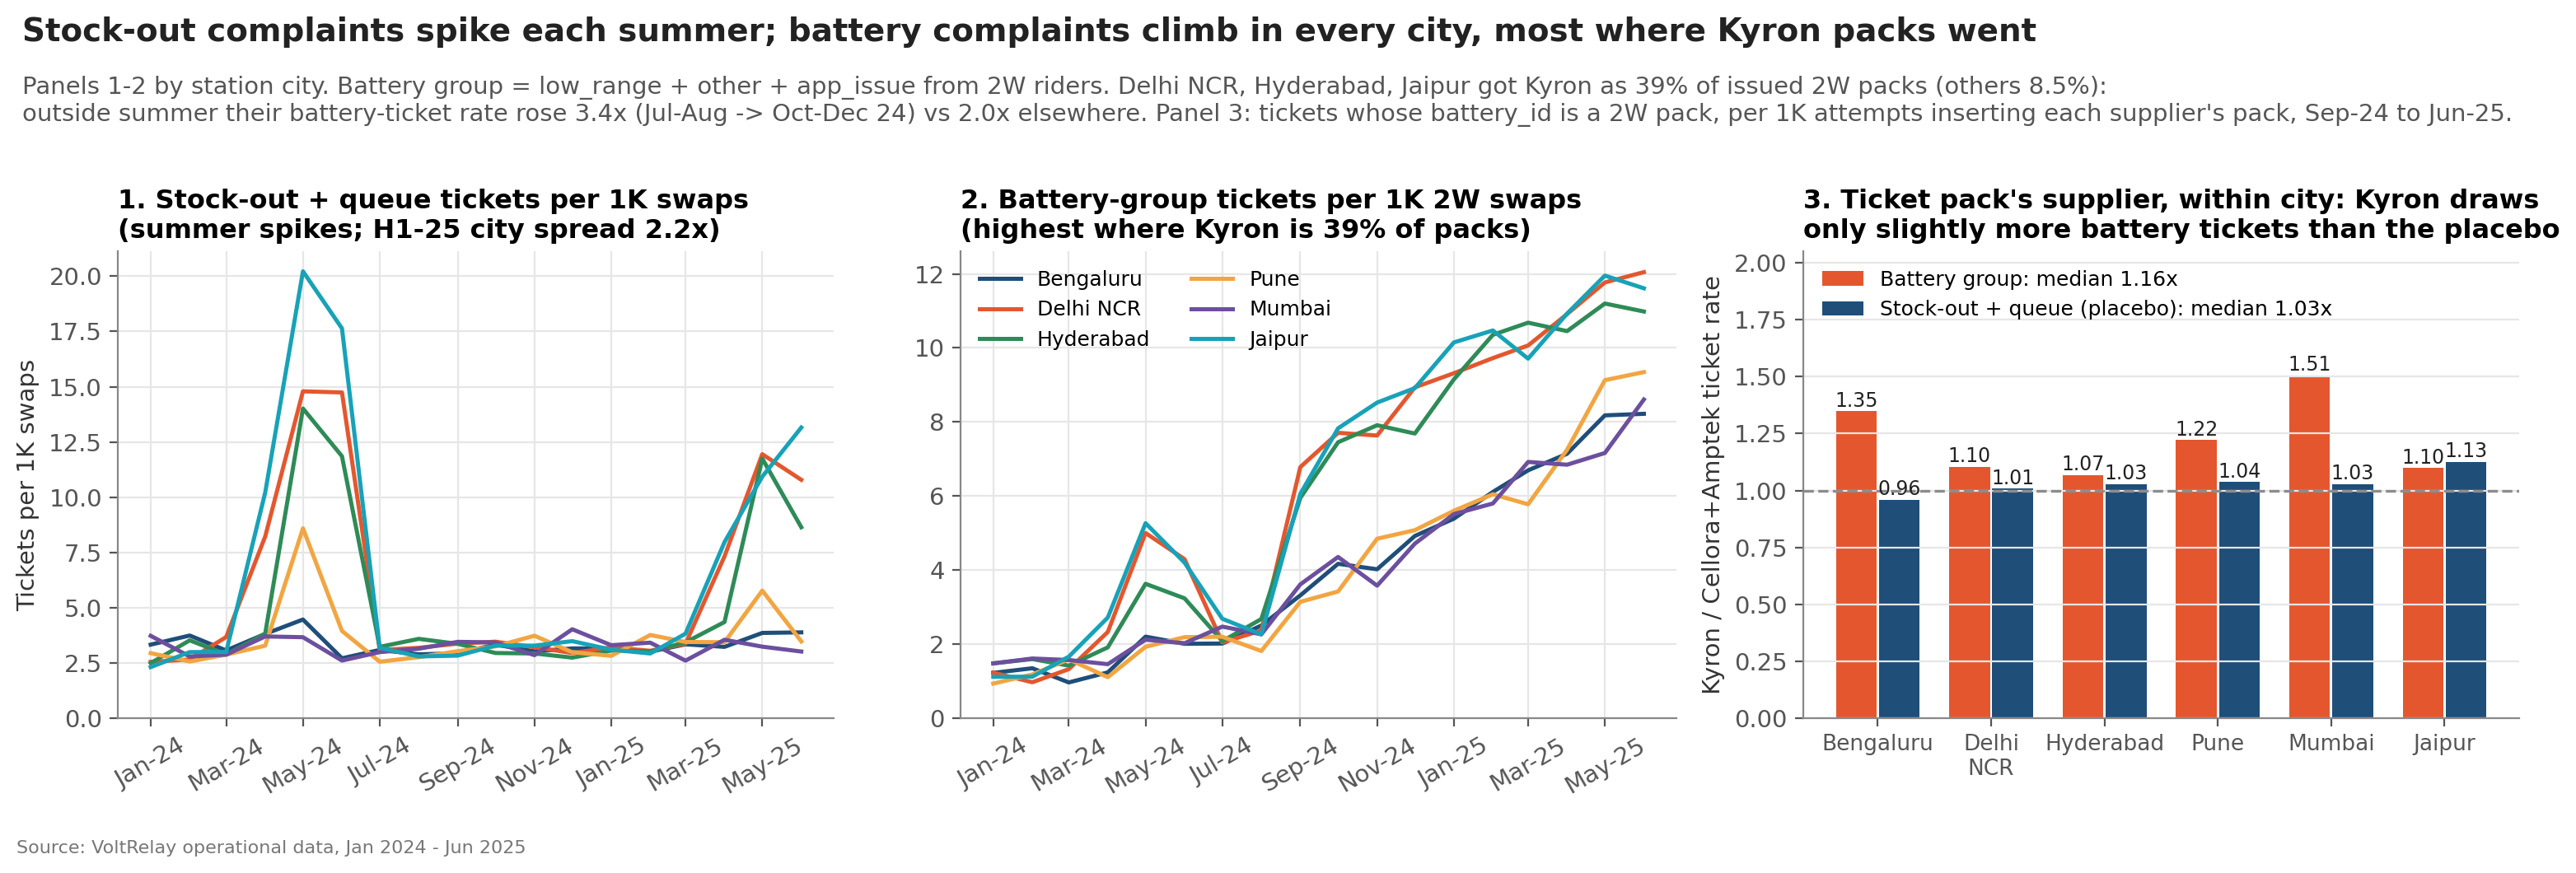 Stock-out complaints spike each summer; battery complaints climb in every city, most where Kyron packs went
Panels 1-2 by station city. Battery group = low_range + other + app_issue from 2W riders. Delhi NCR, Hyderabad, Jaipur got Kyron as 39% of issued 2W packs (others 8.5%):
outside summer their battery-ticket rate rose 3.4x (Jul-Aug -> Oct-Dec 24) vs 2.0x elsewhere. Panel 3: tickets whose battery_id is a 2W pack, per 1K attempts inserting each supplier's pack, Sep-24 to Jun-25.
1. Stock-out + queue tickets per 1K swaps
(summer spikes; H1-25 city spread 2.2x)
Tickets per 1K swaps
20.0
17.5
15.0
12.5
10.0
7.5
5.0
2.5
0.0
Jan-24
Mar-24
May-24
Jul-24
Sep-24
Nov-24
Jan-25
Mar-25
May-25
2. Battery-group tickets per 1K 2W swaps
(highest where Kyron is 39% of packs)
Bengaluru
Delhi NCR
Hyderabad
Pune
Mumbai
Jaipur
12
10
8
6
4
2
0
Jan-24
Mar-24
May-24
Jul-24
Sep-24
Nov-24
Jan-25
Mar-25
May-25
3. Ticket pack's supplier, within city: Kyron draws
only slightly more battery tickets than the placebo
Kyron / Cellora+Amptek ticket rate
Battery group: median 1.16x
Stock-out + queue (placebo): median 1.03x
2.00
1.75
1.50
1.25
1.00
0.75
0.50
0.25
0.00
1.35
0.96
1.10
1.01
1.07
1.03
1.22
1.04
1.51
1.03
1.10
1.13
Bengaluru
Delhi
NCR
Hyderabad
Pune
Mumbai
Jaipur
Source: VoltRelay operational data, Jan 2024 - Jun 2025